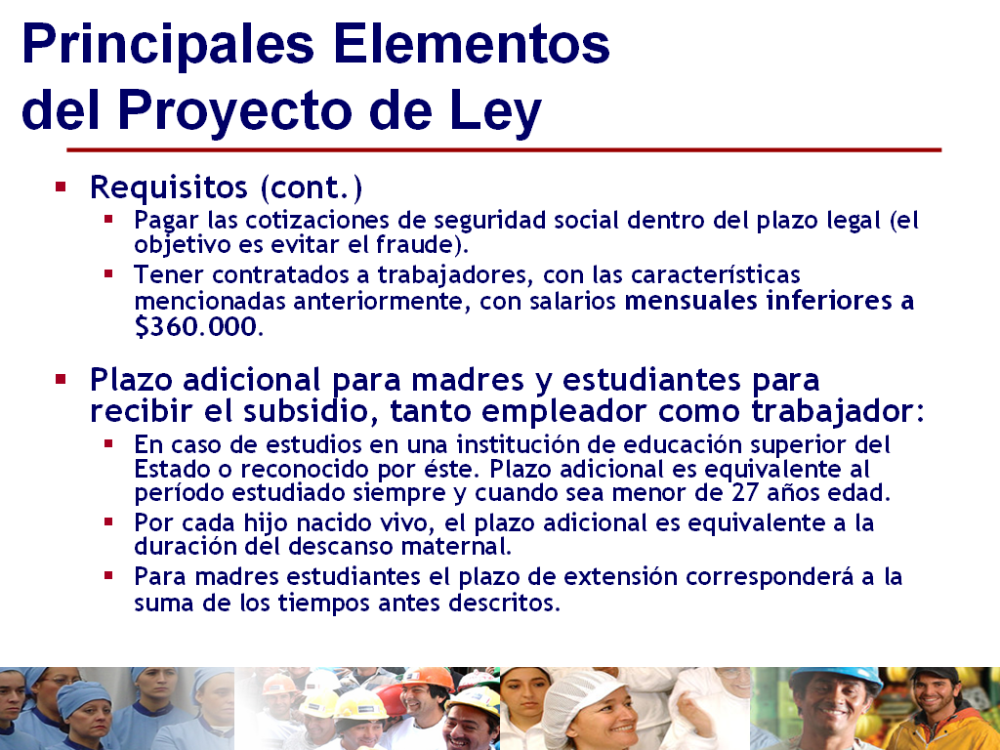 Principales Elementos
del Proyecto de Ley
Requisitos (cont.)
Pagar las cotizaciones de seguridad social dentro del plazo legal (el
objetivo es evitar el fraude).
Tener contratados a trabajadores, con las características
mencionadas anteriormente, con salarios mensuales inferiores a
$360.000.
Plazo adicional para madres y estudiantes para
recibir el subsidio, tanto empleador como trabajador:
En caso de estudios en una institución de educación superior del
Estado o reconocido por éste. Plazo adicional es equivalente al
período estudiado siempre y cuando sea menor de 27 años edad.
Por cada hijo nacido vivo, el plazo adicional es equivalente a la
duración del descanso maternal.
Para madres estudiantes el plazo de extensión corresponderá a la
suma de los tiempos antes descritos.